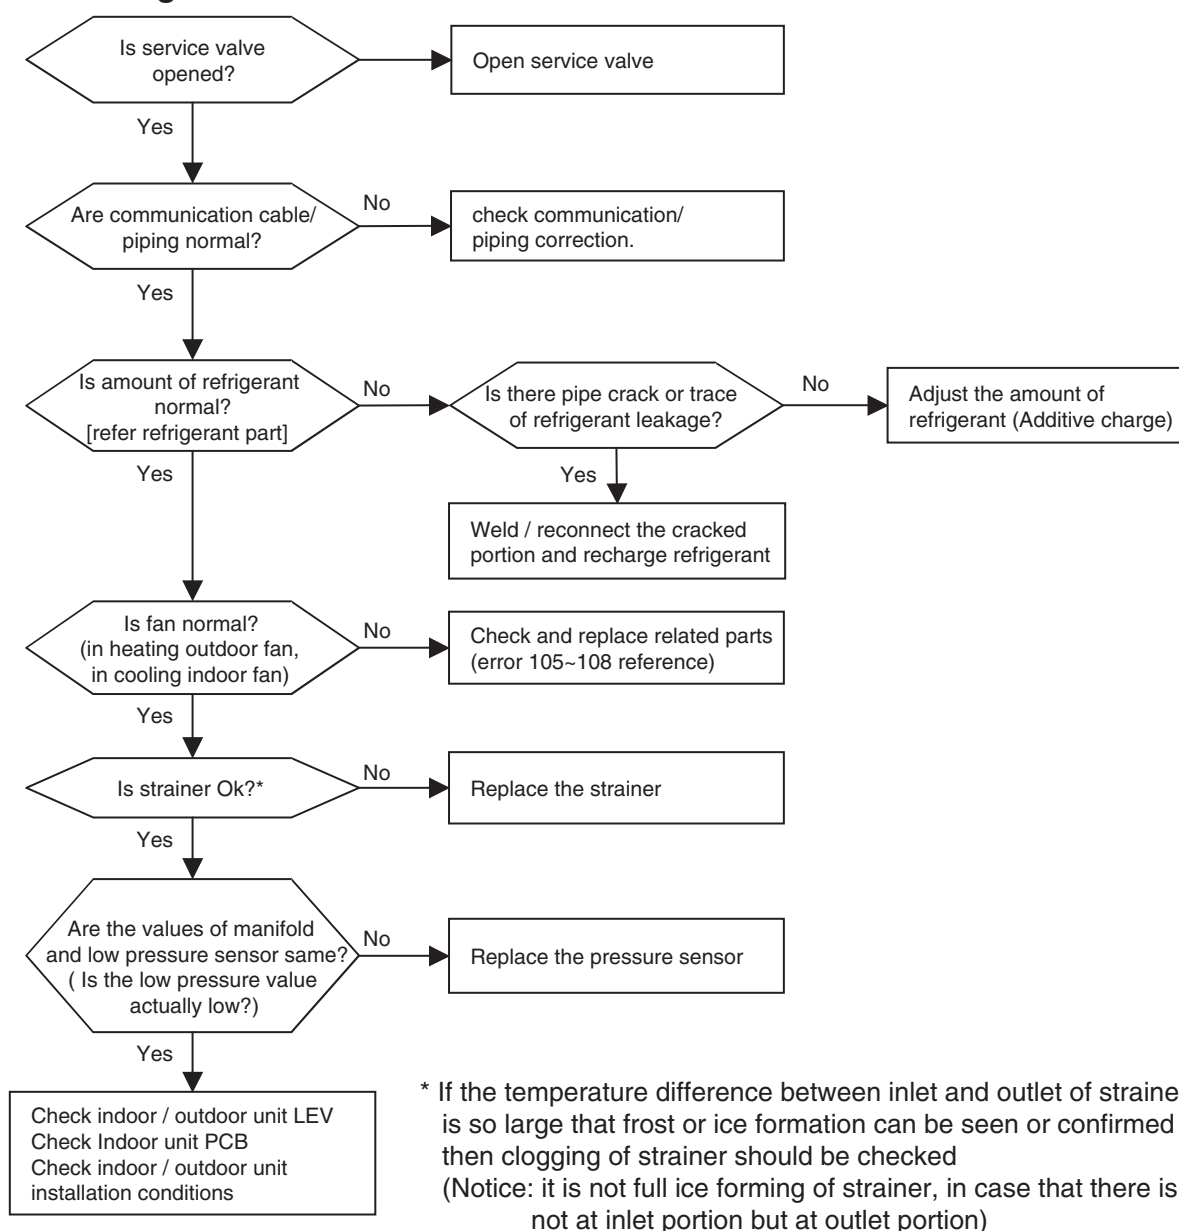 Is service valve
opened?
Open service valve
Yes
Are communication cable/
piping normal?
No
check communication/
piping correction.
Yes
Is amount of refrigerant
normal?
[refer refrigerant part]
No
Is there pipe crack or trace
of refrigerant leakage?
No
Adjust the amount of
refrigerant (Additive charge)
Yes
Yes
Weld / reconnect the cracked
portion and recharge refrigerant
Is fan normal?
(in heating outdoor fan,
in cooling indoor fan)
No
Check and replace related parts
(error 105~108 reference)
Yes
Is strainer Ok?*
No
Replace the strainer
Yes
Are the values of manifold
and low pressure sensor same?
( Is the low pressure value
actually low?)
No
Replace the pressure sensor
Yes
Check indoor / outdoor unit LEV
Check Indoor unit PCB
Check indoor / outdoor unit
installation conditions
* If the temperature difference between inlet and outlet of straine
is so large that frost or ice formation can be seen or confirmed
then clogging of strainer should be checked
(Notice: it is not full ice forming of strainer, in case that there is
not at inlet portion but at outlet portion)